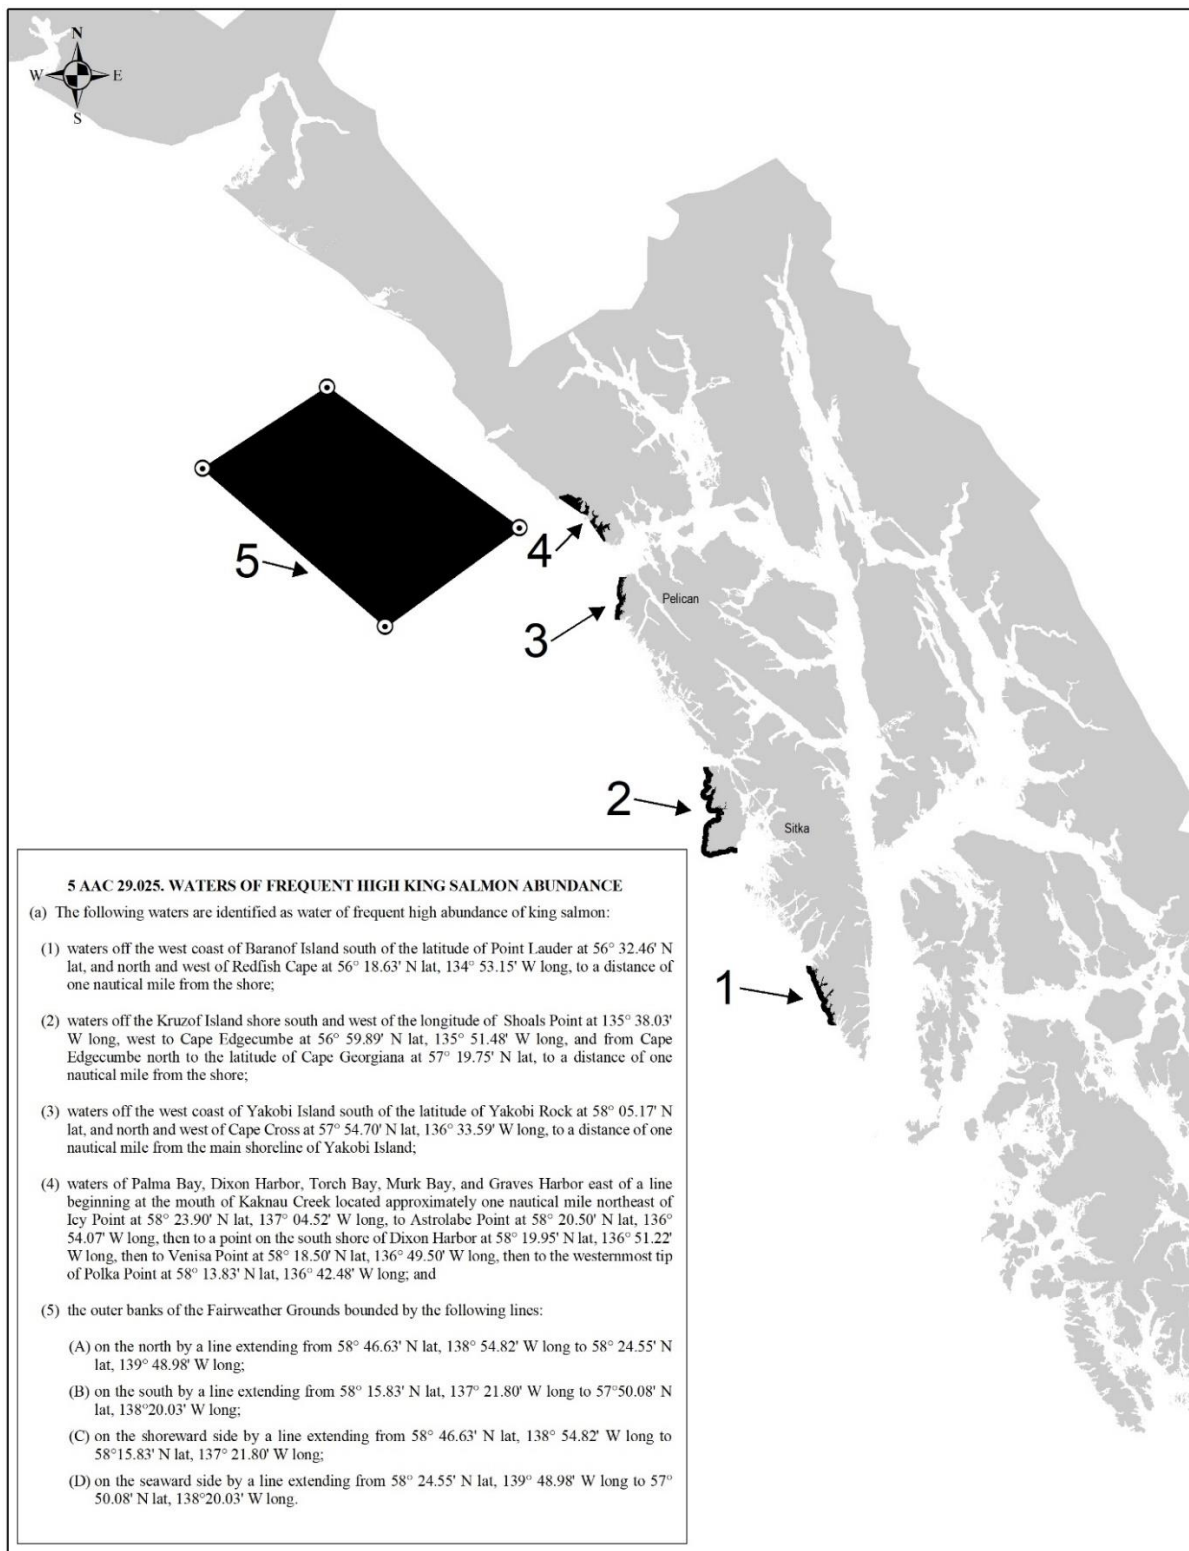 N
W E
S
5
4
3
Pelican
2
Sitka
1
5 AAC 29.025. WATERS OF FREQUENT HIGH KING SALMON ABUNDANCE
(a) The following waters are identified as water of frequent high abundance of king salmon:
(1) waters off the west coast of Baranof Island south of the latitude of Point Lauder at 56° 32.46' N
lat, and north and west of Redfish Cape at 56° 18.63' N lat, 134° 53.15' W long, to a distance of
one nautical mile from the shore;
(2) waters off the Kruzof Island shore south and west of the longitude of Shoals Point at 135° 38.03'
W long, west to Cape Edgecumbe at 56° 59.89' N lat, 135° 51.48' W long, and from Cape
Edgecumbe north to the latitude of Cape Georgiana at 57° 19.75' N lat, to a distance of one
nautical mile from the shore;
(3) waters off the west coast of Yakobi Island south of the latitude of Yakobi Rock at 58° 05.17' N
lat, and north and west of Cape Cross at 57° 54.70' N lat, 136° 33.59' W long, to a distance of one
nautical mile from the main shoreline of Yakobi Island;
(4) waters of Palma Bay, Dixon Harbor, Torch Bay, Murk Bay, and Graves Harbor east of a line
beginning at the mouth of Kaknau Creek located approximately one nautical mile northeast of
Icy Point at 58° 23.90' N lat, 137° 04.52' W long, to Astrolabe Point at 58° 20.50' N lat, 136°
54.07' W long, then to a point on the south shore of Dixon Harbor at 58° 19.95' N lat, 136° 51.22'
W long, then to Venisa Point at 58° 18.50' N lat, 136° 49.50' W long, then to the westernmost tip
of Polka Point at 58° 13.83' N lat, 136° 42.48' W long; and
(5) the outer banks of the Fairweather Grounds bounded by the following lines:
(A) on the north by a line extending from 58° 46.63' N lat, 138° 54.82' W long to 58° 24.55' N
lat, 139° 48.98' W long;
(B) on the south by a line extending from 58° 15.83' N lat, 137° 21.80' W long to 57°50.08' N
lat, 138°20.03' W long;
(C) on the shoreward side by a line extending from 58° 46.63' N lat, 138° 54.82' W long to
58°15.83' N lat, 137° 21.80' W long;
(D) on the seaward side by a line extending from 58° 24.55' N lat, 139° 48.98' W long to 57°
50.08' N lat, 138°20.03' W long.